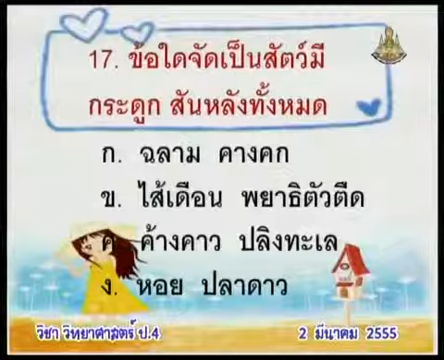 17. ข้อใดจัดเป็นสัตว์มี
กระดูก สันหลังทั้งหมด
ก. ฉลาม คางคก
ข. ไส้เดือน พยาธิตัวตืด
ค. ค้างคาว ปลิงทะเล
ง. หอย ปลาดาว
วิชา วิทยาศาสตร์ ป.4
2 มีนาคม 2555